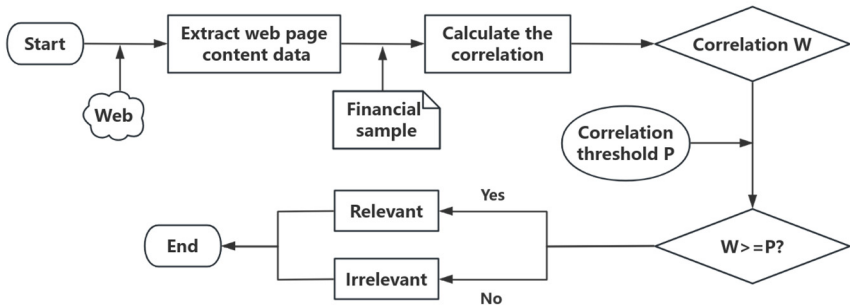 Start
Extract web page
content data
Calculate the
correlation
Correlation W
Web
Financial
sample
Correlation
threshold P
Relevant
Yes
End
W>=P?
Irrelevant
No